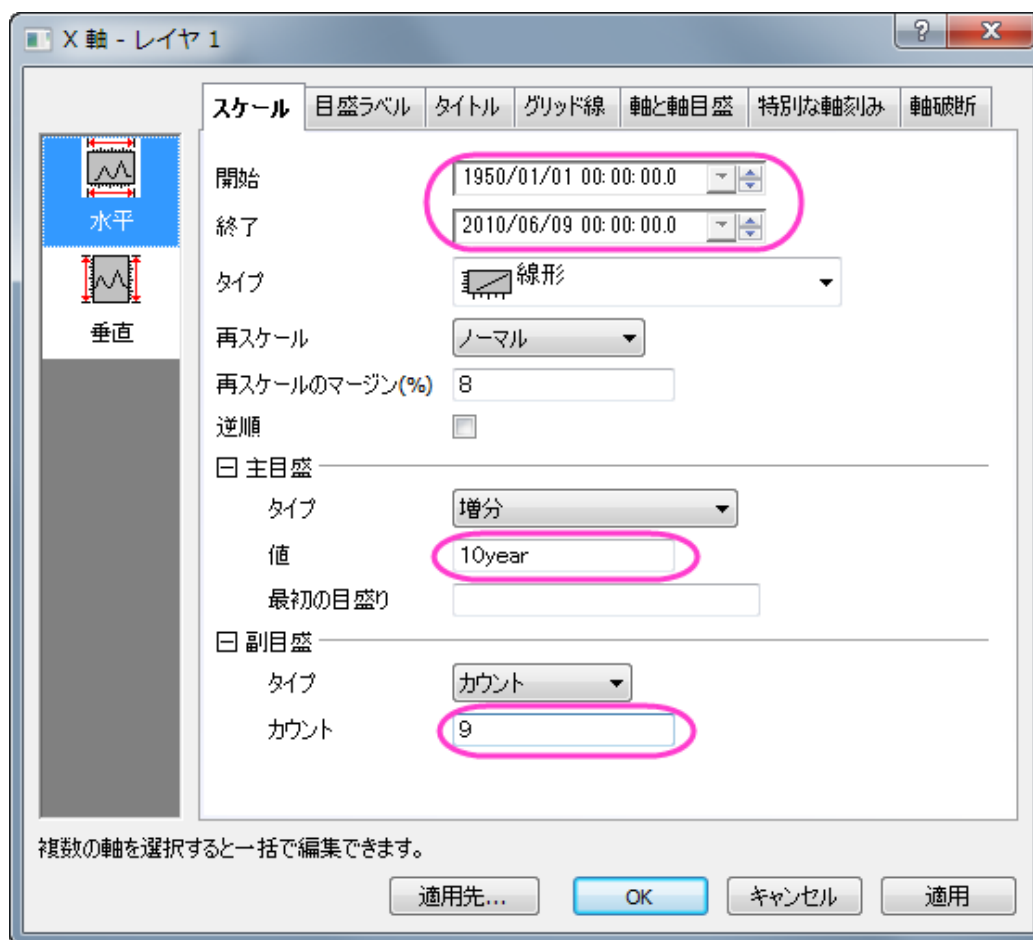 X 軸 - レイヤ 1
スケール 目盛ラベル タイトル グリッド線 軸と軸目盛 特別な軸刻み 軸破断
水平
垂直
開始 1950/01/01 00:00:00.0
終了 2010/06/09 00:00:00.0
タイプ 線形
再スケール ノーマル
再スケールのマージン(%) 8
逆順
主目盛
タイプ 増分
値 10year
最初の目盛り
副目盛
タイプ カウント
カウント 9
複数の軸を選択すると一括で編集できます。
適用先... OK キャンセル 適用